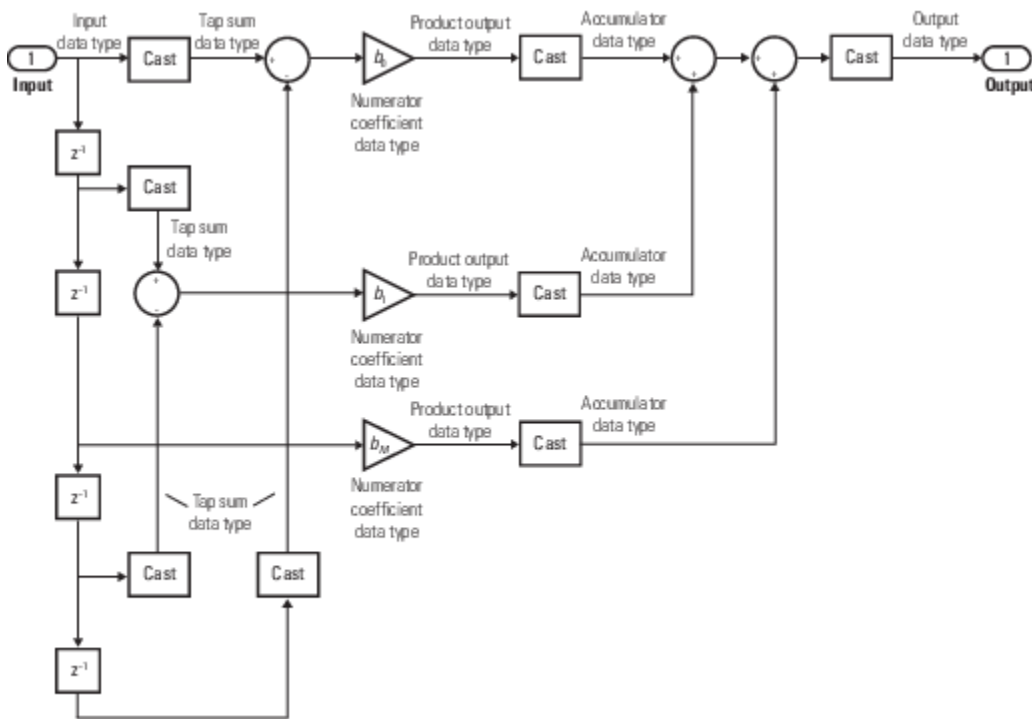 Input
data type
Tap sum
data type
Product output
data type
Accumulator
data type
Output
data type
1
Input
Cast
+
-
b₀
Cast
+
+
+
+
Cast
1
Output
Numerator
coefficient
data type
z⁻¹
Cast
Tap sum
data type
z⁻¹
+
-
b₁
Product output
data type
Cast
Accumulator
data type
Numerator
coefficient
data type
b_M
Product output
data type
Cast
Accumulator
data type
Numerator
coefficient
data type
z⁻¹
Tap sum
data type
Cast
Cast
z⁻¹